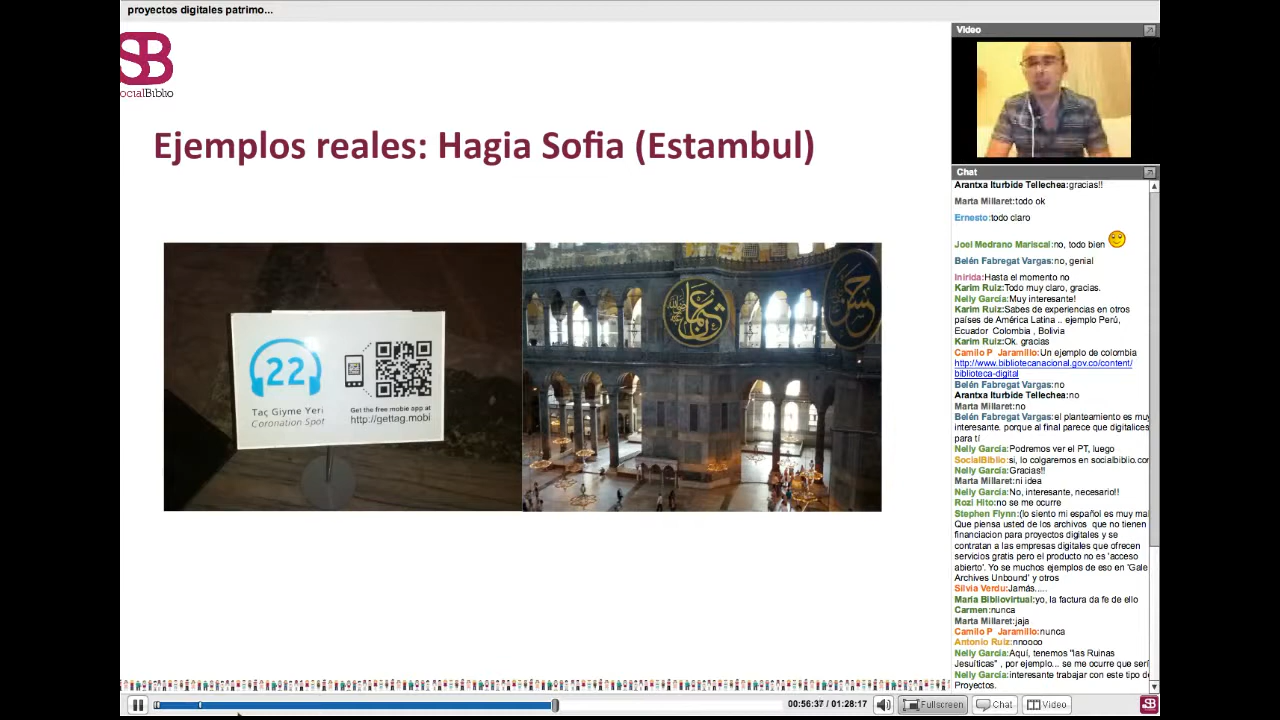 proyectos digitales patrimo...
SB
ocialBiblio
Ejemplos reales: Hagia Sofia (Estambul)
22
Taç Giyme Yeri
Coronation Spot
Get the free mobie app at
http://gettag.mobi
Video
Chat
Arantxa Iturbide Tellechea:gracias!!
Marta Millaret:todo ok
Ernesto:todo claro
Joel Medrano Mariscal:no, todo bien
Belén Fabregat Vargas:no, genial
Inirida:Hasta el momento no
Karim Ruiz:Todo muy claro, gracias.
Nelly García:Muy interesante!
Karim Ruiz:Sabes de experiencias en otros
países de América Latina .. ejemplo Perú,
Ecuador Colombia , Bolivia
Karim Ruiz:Ok. gracias
Camilo P Jaramillo:Un ejemplo de colombia
http://www.bibliotecanacional.gov.co/content/
biblioteca-digital
Belén Fabregat Vargas:no
Arantxa Iturbide Tellechea:no
Marta Millaret:no
Belén Fabregat Vargas:el planteamiento es muy
interesante. porque al final parece que digitalices
para tí
Nelly García:Podremos ver el PT, luego
SocialBiblio:si, lo colgaremos en socialbiblio.com
Nelly García:Gracias!!
Marta Millaret:ni idea
Nelly García:No, interesante, necesario!!
Rozi Hito:no se me ocurre
Stephen Flynn:(lo siento mi español es muy mal
Que piensa usted de los archivos que no tienen
financiacion para proyectos digitales y se
contratan a las empresas digitales que ofrecen
servicios gratis pero el producto no es 'acceso
abierto'. Yo se muchos ejemplos de eso en 'Gale
Archives Unbound' y otros
Silvia Verdu:Jamás.....
Maria Bibliovirtual:yo, la factura da fe de ello
Carmen:nunca
Marta Millaret:jaja
Camilo P Jaramillo:nunca
Antonio Ruiz:nnoooo
Nelly García:Aquí, tenemos "las Ruinas
Jesuíticas" , por ejemplo... se me ocurre que serí
Nelly García:interesante trabajar con este tipo de
Proyectos.
00:56:37 / 01:28:17
Fullscreen
Chat
Video
SB